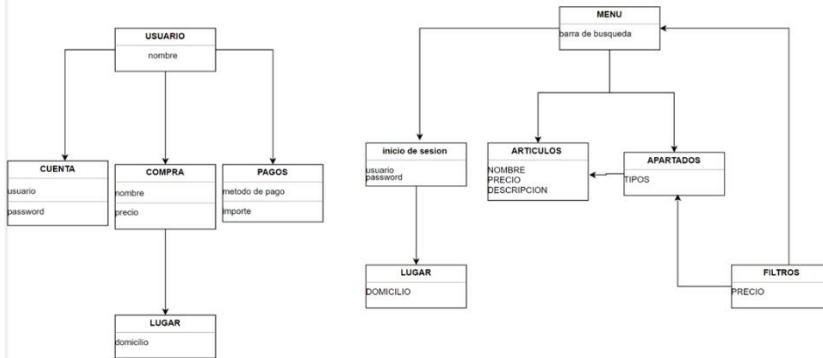 USUARIO
nombre
CUENTA
usuario
password
COMPRA
nombre
precio
PAGOS
metodo de pago
importe
LUGAR
domicilio
MENU
barra de busqueda
inicio de sesion
usuario
password
ARTICULOS
NOMBRE
PRECIO
DESCRIPCION
APARTADOS
TIPOS
LUGAR
DOMICILIO
FILTROS
PRECIO